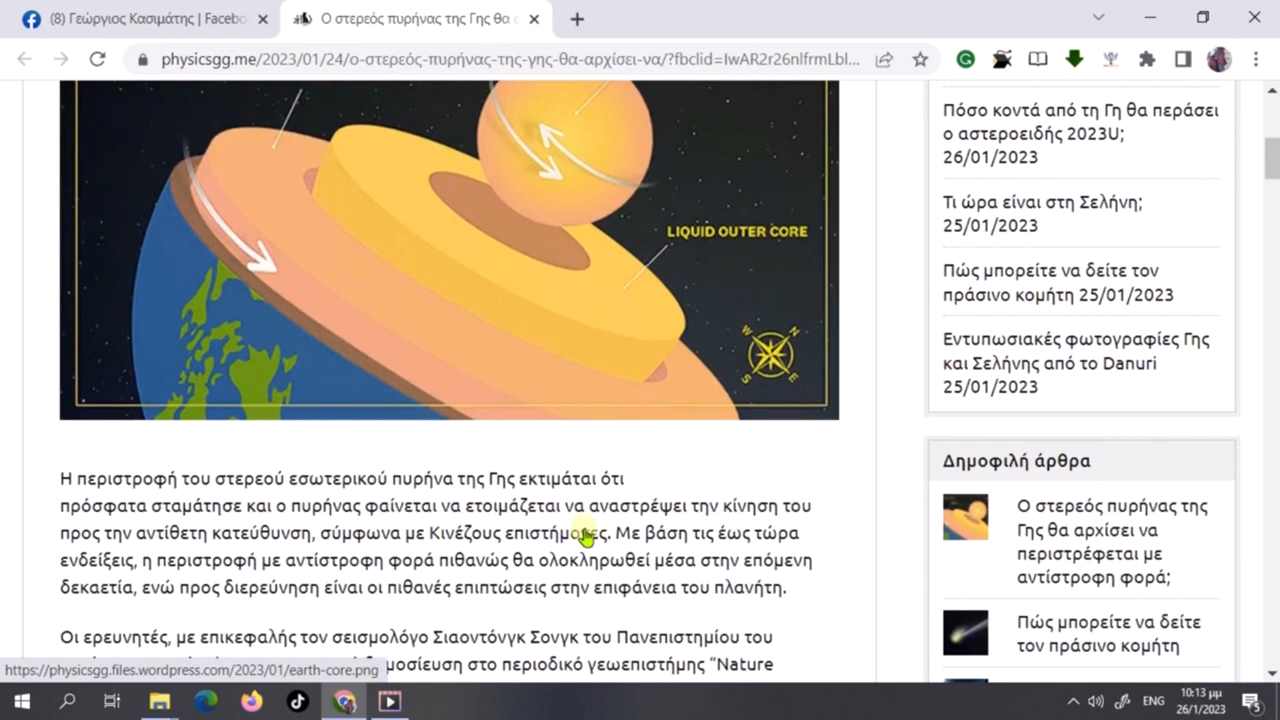 (8) Γεώργιος Κασιμάτης | Facebo
Ο στερεός πυρήνας της Γης θα α
physicsgg.me/2023/01/24/ο-στερεός-πυρήνας-της-γης-θα-αρχίσει-να/?fbclid=IwAR2r26nlfrmLbl...
LIQUID OUTER CORE
W
N
S
E
Η περιστροφή του στερεού εσωτερικού πυρήνα της Γης εκτιμάται ότι
πρόσφατα σταμάτησε και ο πυρήνας φαίνεται να ετοιμάζεται να αναστρέψει την κίνηση του
προς την αντίθετη κατεύθυνση, σύμφωνα με Κινέζους επιστήμονες. Με βάση τις έως τώρα
ενδείξεις, η περιστροφή με αντίστροφη φορά πιθανώς θα ολοκληρωθεί μέσα στην επόμενη
δεκαετία, ενώ προς διερεύνηση είναι οι πιθανές επιπτώσεις στην επιφάνεια του πλανήτη.
Οι ερευνητές, με επικεφαλής τον σεισμολόγο Σιαοντόνγκ Σονγκ του Πανεπιστημίου του
δημοσίευση στο περιοδικό γεωεπιστήμης “Nature
https://physicsgg.files.wordpress.com/2023/01/earth-core.png
Πόσο κοντά από τη Γη θα περάσει
ο αστεροειδής 2023U;
26/01/2023
Τι ώρα είναι στη Σελήνη;
25/01/2023
Πώς μπορείτε να δείτε τον
πράσινο κομήτη 25/01/2023
Εντυπωσιακές φωτογραφίες Γης
και Σελήνης από το Danuri
25/01/2023
Δημοφιλή άρθρα
Ο στερεός πυρήνας της
Γης θα αρχίσει να
περιστρέφεται με
αντίστροφη φορά;
Πώς μπορείτε να δείτε
τον πράσινο κομήτη
ENG
10:13 μμ
26/1/2023
5